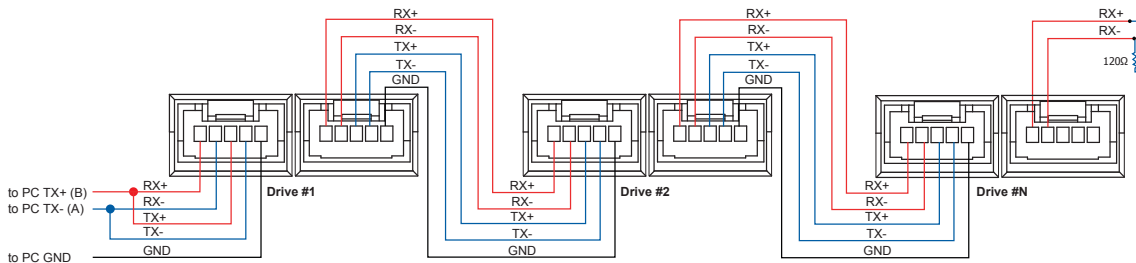 RX+
RX-
TX+
TX-
GND
RX+
RX-
TX+
TX-
GND
RX+
RX-
120Ω
to PC TX+ (B)
to PC TX- (A)
to PC GND
RX+
RX-
TX+
TX-
GND
Drive #1
RX+
RX-
TX+
TX-
GND
Drive #2
RX+
RX-
TX+
TX-
GND
Drive #N